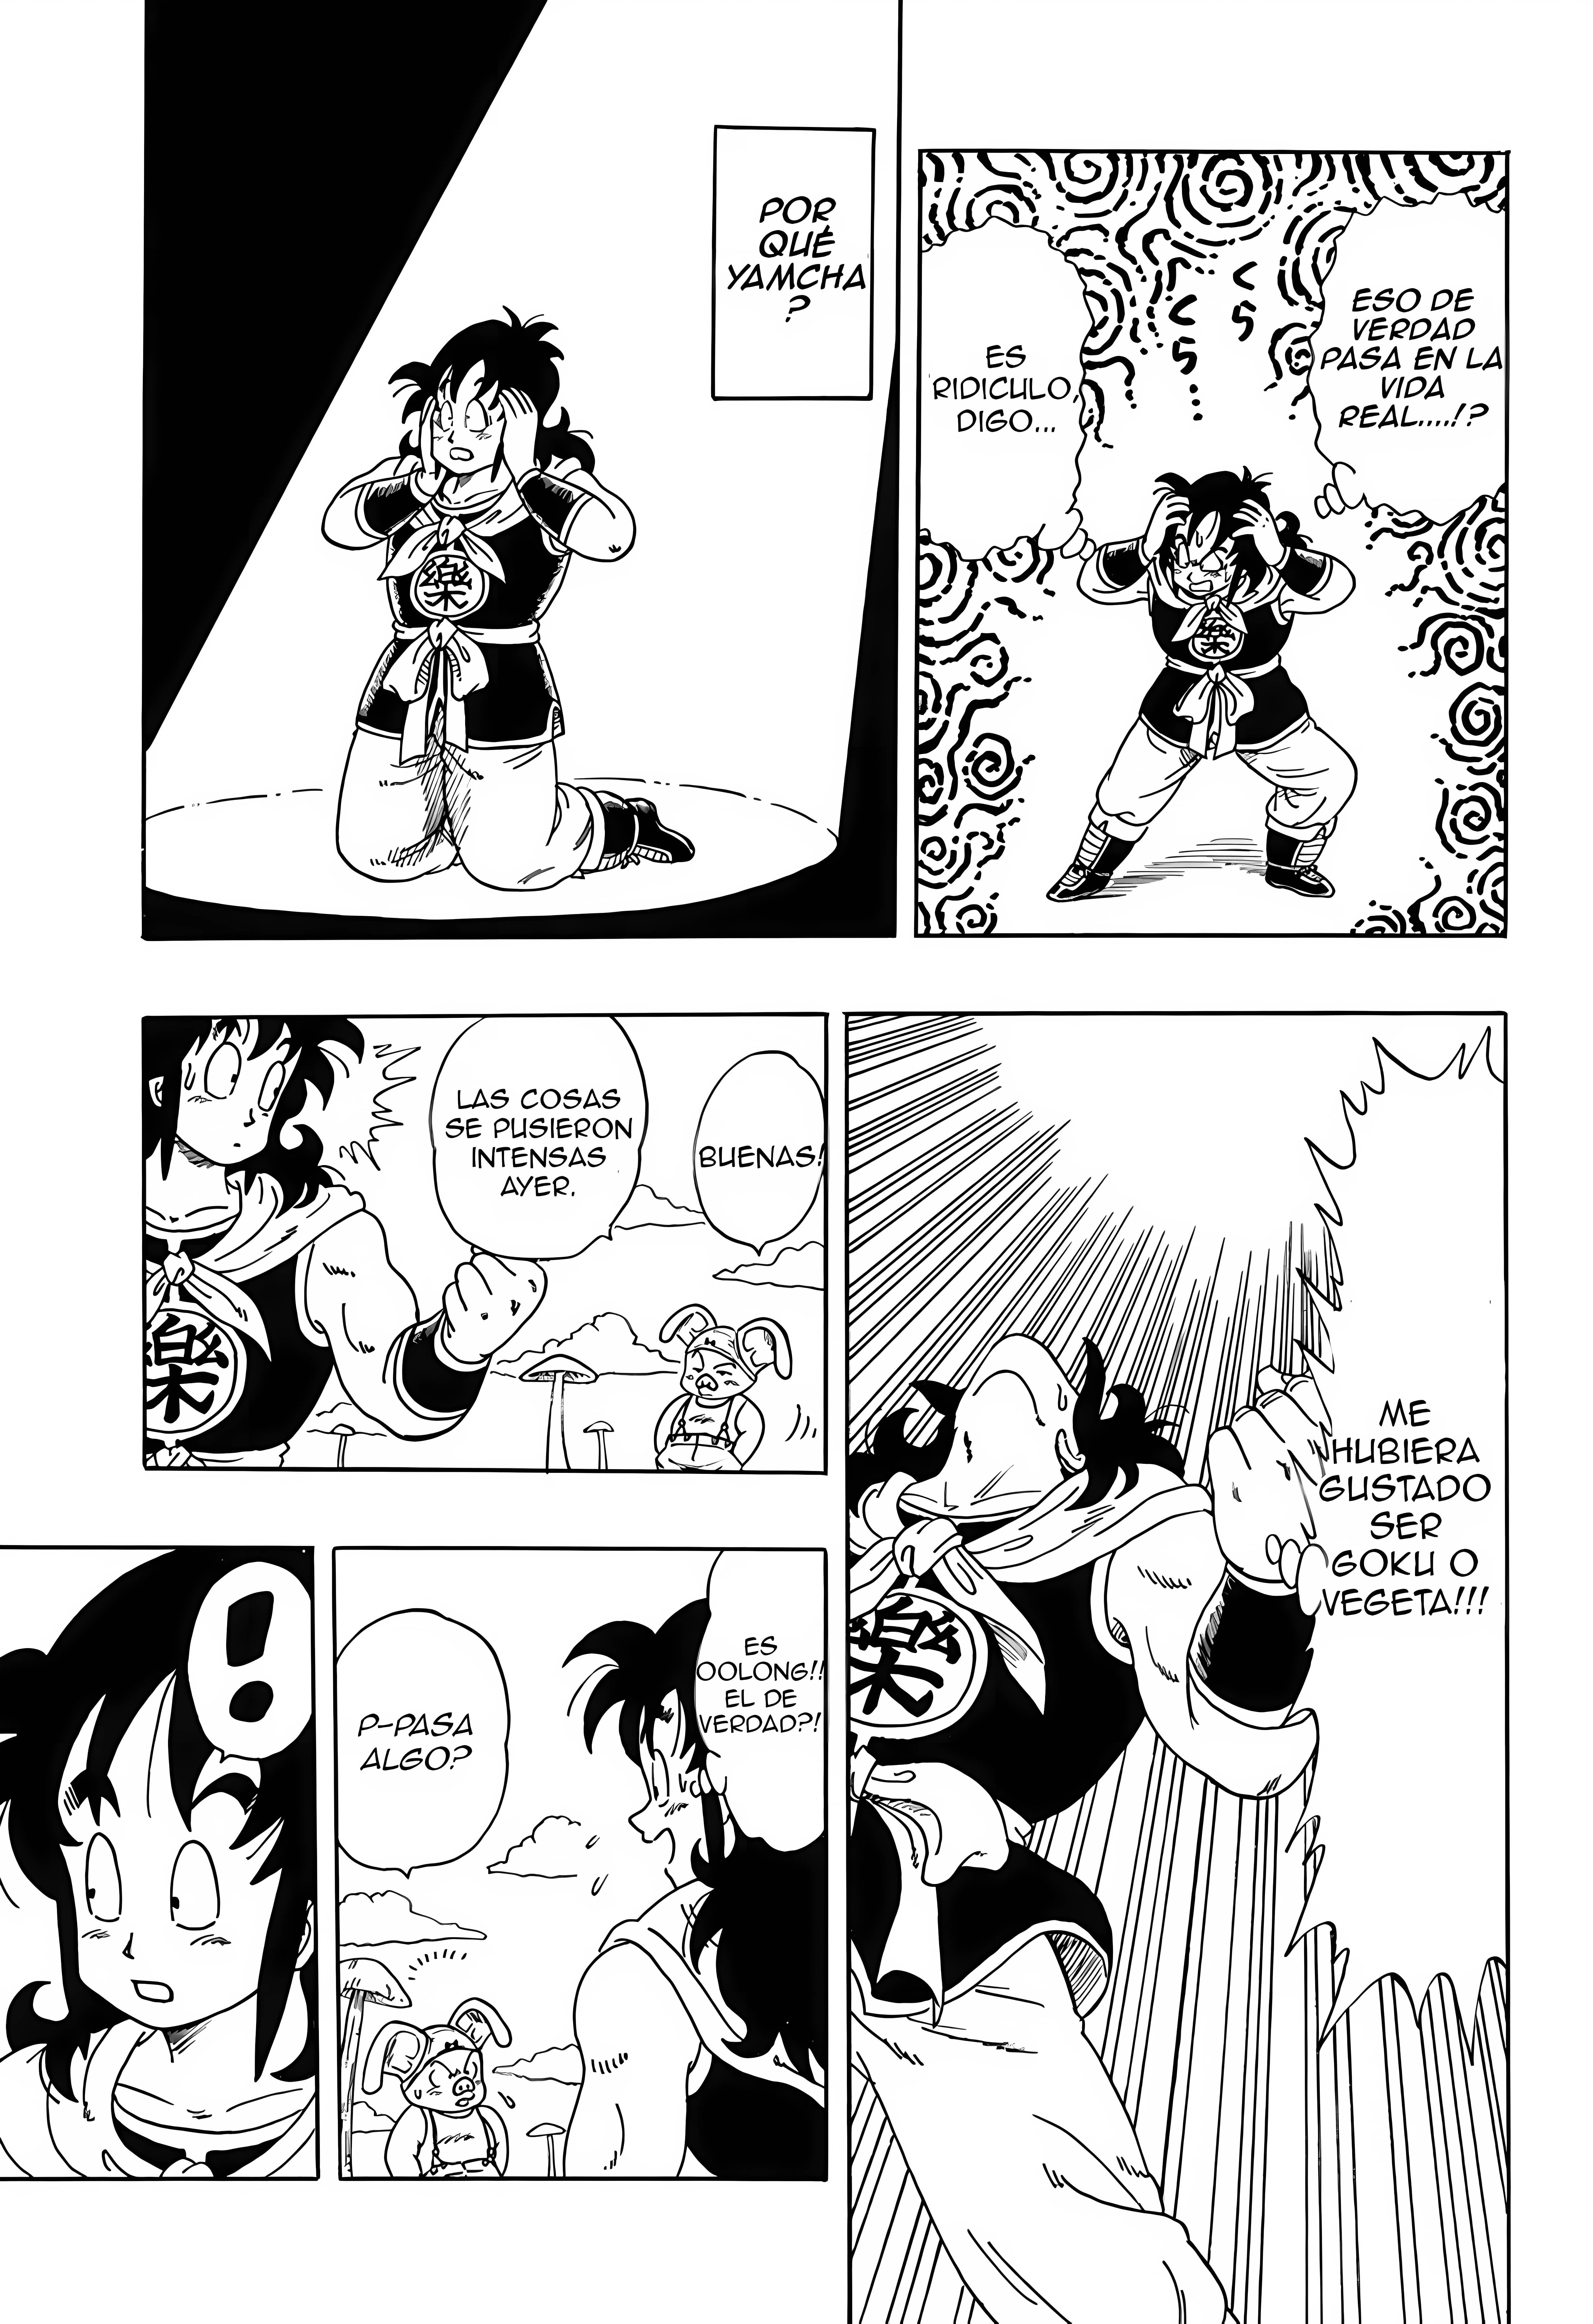 ESO DE
VERDAD
PASA EN LA
VIDA
REAL....!?
くら
くら...
ES
RIDICULO,
DIGO...
樂
POR
QUÉ
YAMCHA
?
樂
ME
HUBIERA
GUSTADO
SER
GOKU O
VEGETA!!!
樂
BUENAS!
LAS COSAS
SE PUSIERON
INTENSAS
AYER.
樂
ES
OOLONG!!
EL DE
VERDAD?!
P-PASA
ALGO?
!